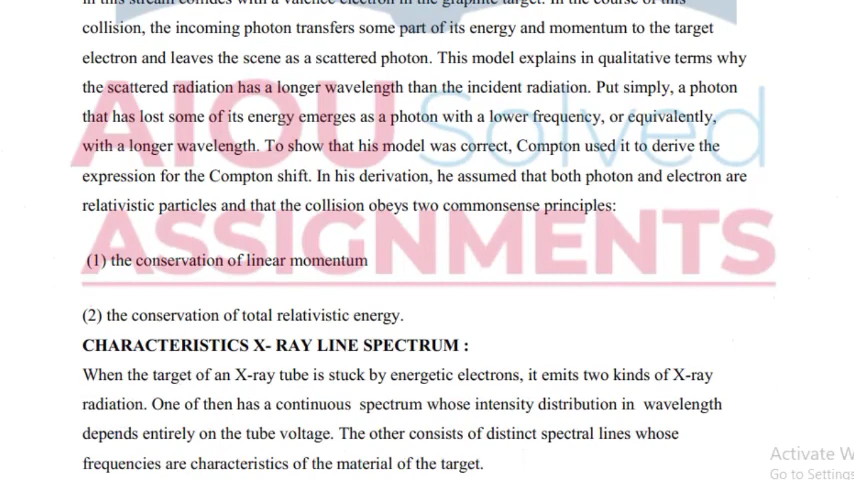 in this stream collides with a valence electron in the graphite target. In the course of this
collision, the incoming photon transfers some part of its energy and momentum to the target
electron and leaves the scene as a scattered photon. This model explains in qualitative terms why
the scattered radiation has a longer wavelength than the incident radiation. Put simply, a photon
that has lost some of its energy emerges as a photon with a lower frequency, or equivalently,
with a longer wavelength. To show that his model was correct, Compton used it to derive the
expression for the Compton shift. In his derivation, he assumed that both photon and electron are
relativistic particles and that the collision obeys two commonsense principles:
AIOU Solved
ASSIGNMENTS
(1) the conservation of linear momentum
(2) the conservation of total relativistic energy.
CHARACTERISTICS X- RAY LINE SPECTRUM :
When the target of an X-ray tube is stuck by energetic electrons, it emits two kinds of X-ray
radiation. One of then has a continuous spectrum whose intensity distribution in wavelength
depends entirely on the tube voltage. The other consists of distinct spectral lines whose
frequencies are characteristics of the material of the target.
Activate W
Go to Settings